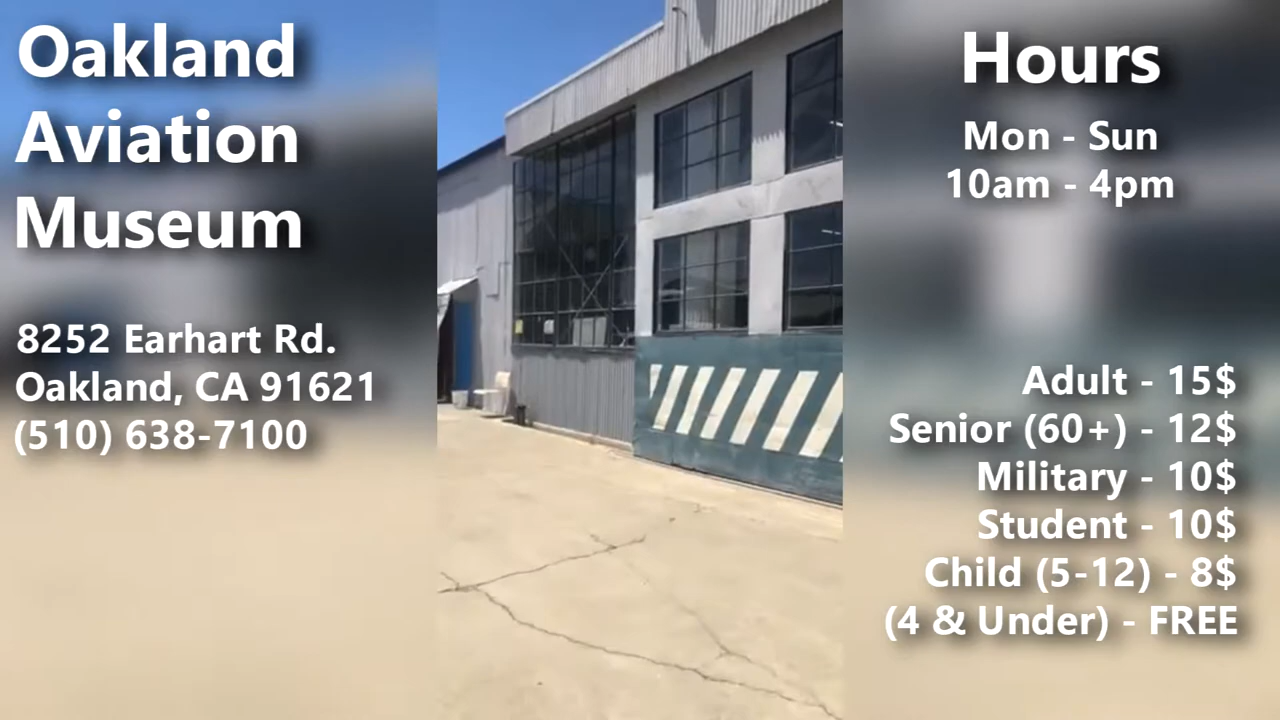 Oakland
Aviation
Museum
8252 Earhart Rd.
Oakland, CA 91621
(510) 638-7100
Hours
Mon - Sun
10am - 4pm
Adult - 15$
Senior (60+) - 12$
Military - 10$
Student - 10$
Child (5-12) - 8$
(4 & Under) - FREE